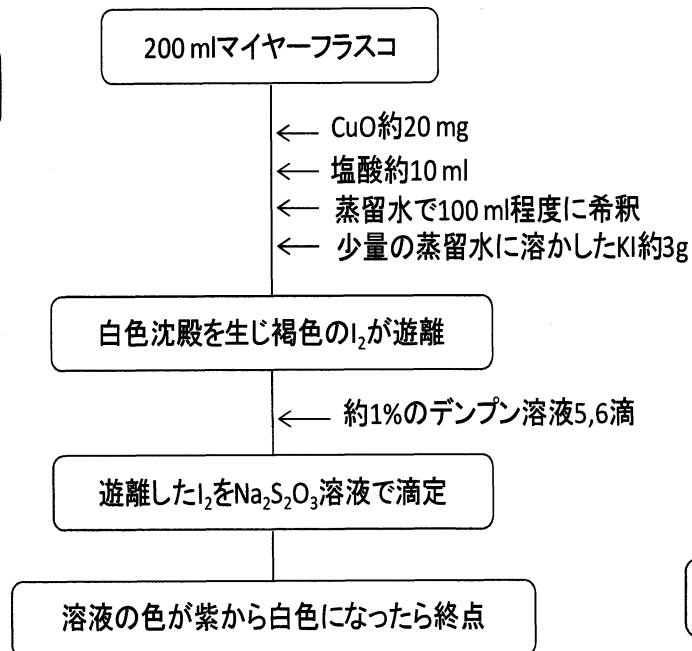 200 mlマイヤーフラスコ
CuO約20 mg
塩酸約10 ml
蒸留水で100 ml程度に希釈
少量の蒸留水に溶かしたKI約3g
白色沈殿を生じ褐色のI₂が遊離
約1%のデンプン溶液5,6滴
遊離したI₂をNa₂S₂O₃溶液で滴定
溶液の色が紫から白色になったら終点